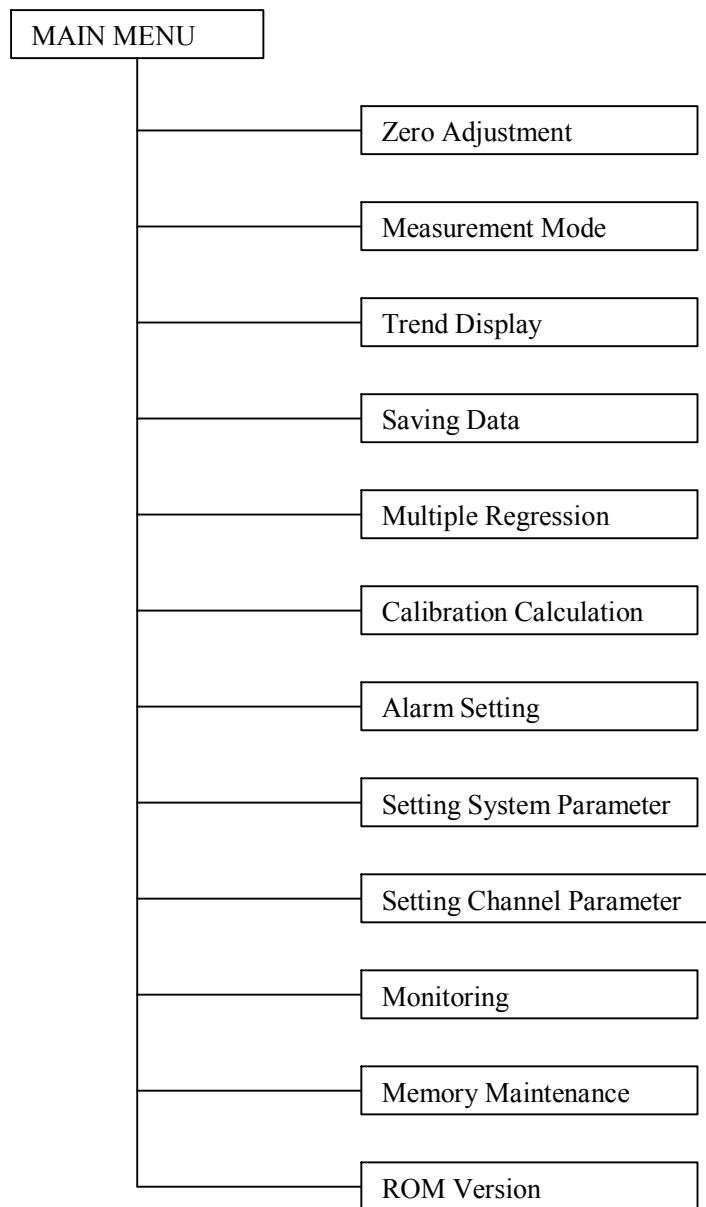 MAIN MENU
Zero Adjustment
Measurement Mode
Trend Display
Saving Data
Multiple Regression
Calibration Calculation
Alarm Setting
Setting System Parameter
Setting Channel Parameter
Monitoring
Memory Maintenance
ROM Version